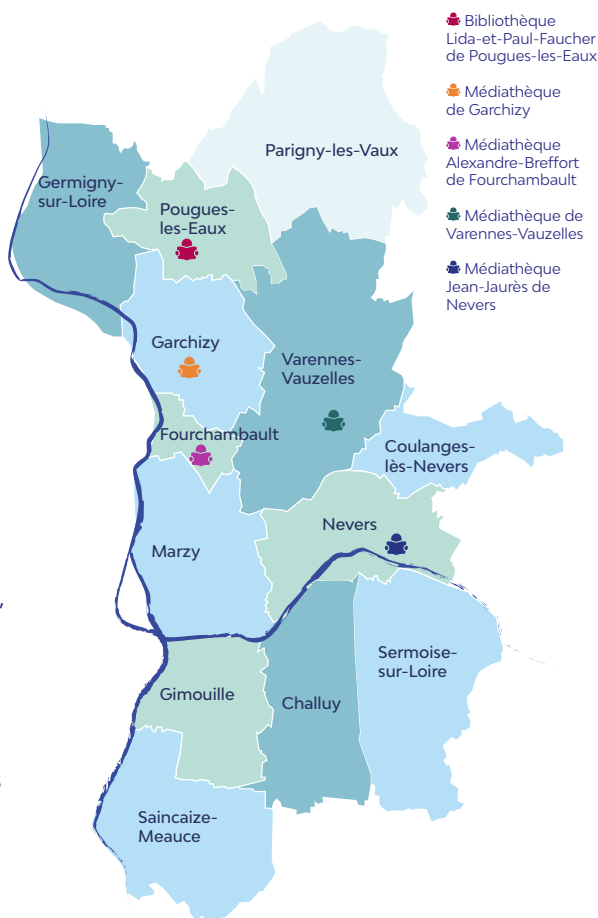 Bibliothèque
Lida-et-Paul-Faucher
de Pougues-les-Eaux
Médiathèque
de Garchizy
Médiathèque
Alexandre-Breffort
de Fourchambault
Médiathèque de
Varennes-Vauzelles
Médiathèque
Jean-Jaurès de
Nevers
Parigny-les-Vaux
Germigny-
sur-Loire
Pougues-
les-Eaux
Garchizy
Varennes-
Vauzelles
Fourchambault
Coulanges-
lès-Nevers
Nevers
Marzy
Sermoise-
sur-Loire
Gimouille
Challuy
Saincaize-
Meauce